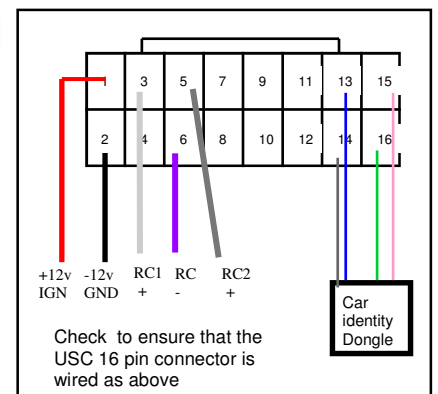 1 3 5 7 9 11 13 15
2 4 6 8 10 12 14 16
+12v -12v RC1 RC RC2
IGN GND + - +
Car
identity
Dongle
Check to ensure that the
USC 16 pin connector is
wired as above